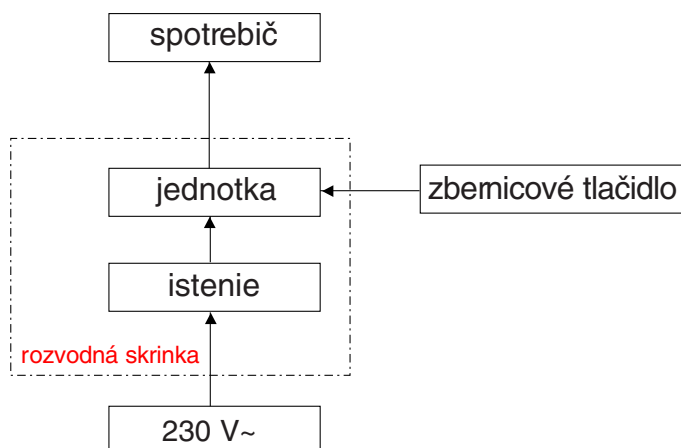 spotrebič
jednotka
zbernicové tlačidlo
istenie
rozvodná skrinka
230 V~